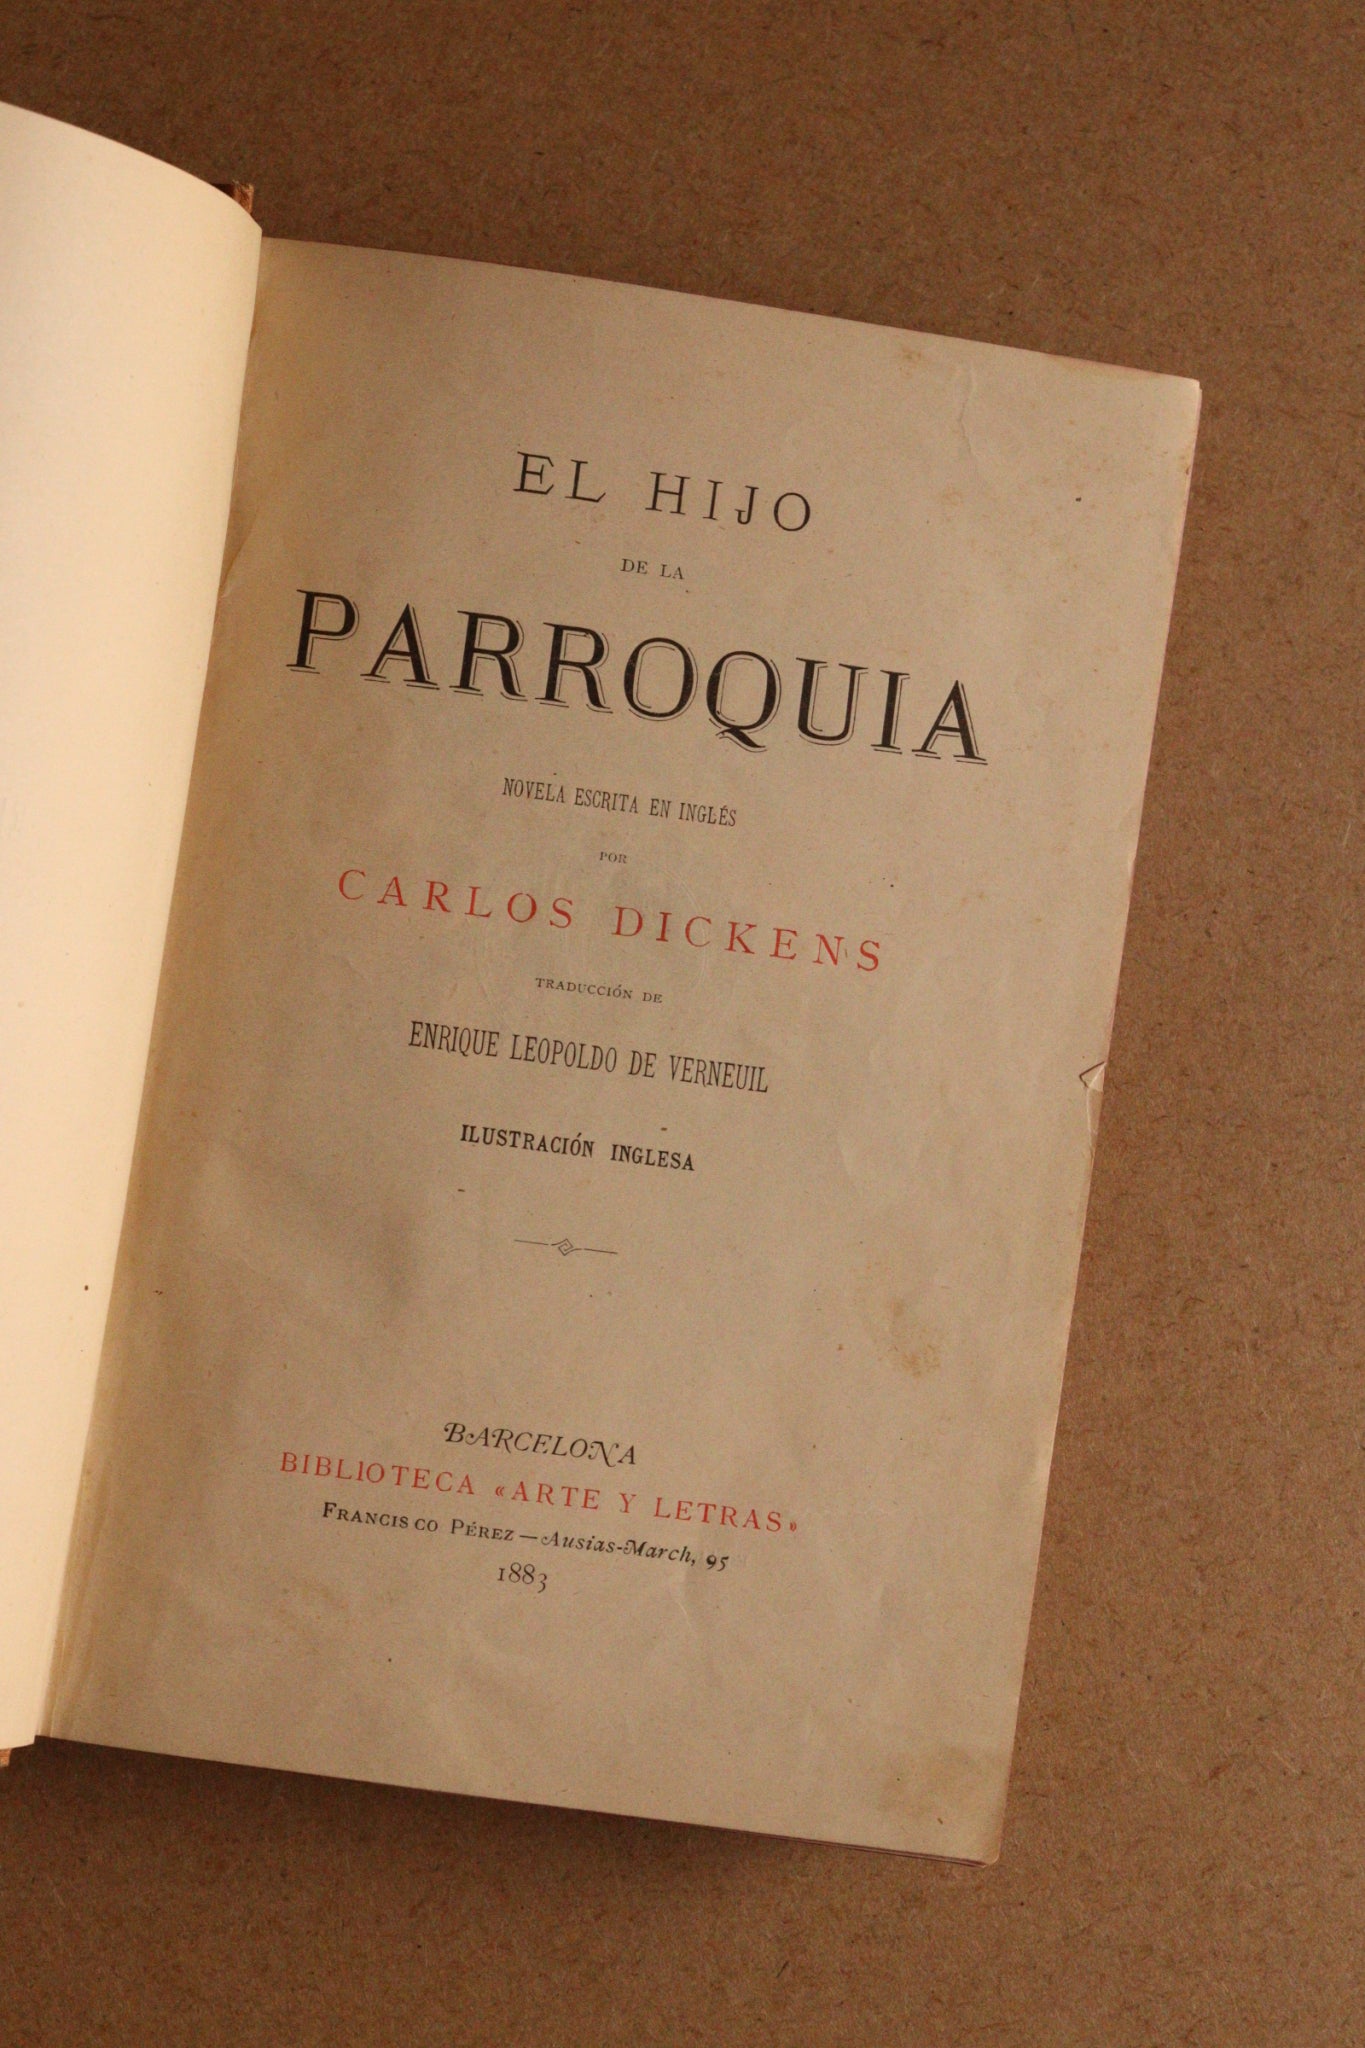 EL HIJO
DE LA
PARROQUIA
NOVELA ESCRITA EN INGLÉS
POR
CARLOS DICKENS
TRADUCCIÓN DE
ENRIQUE LEOPOLDO DE VERNEUIL
ILUSTRACIÓN INGLESA
BARCELONA
BIBLIOTECA «ARTE Y LETRAS»
FRANCISCO PÉREZ—Ausias-March, 95
1883